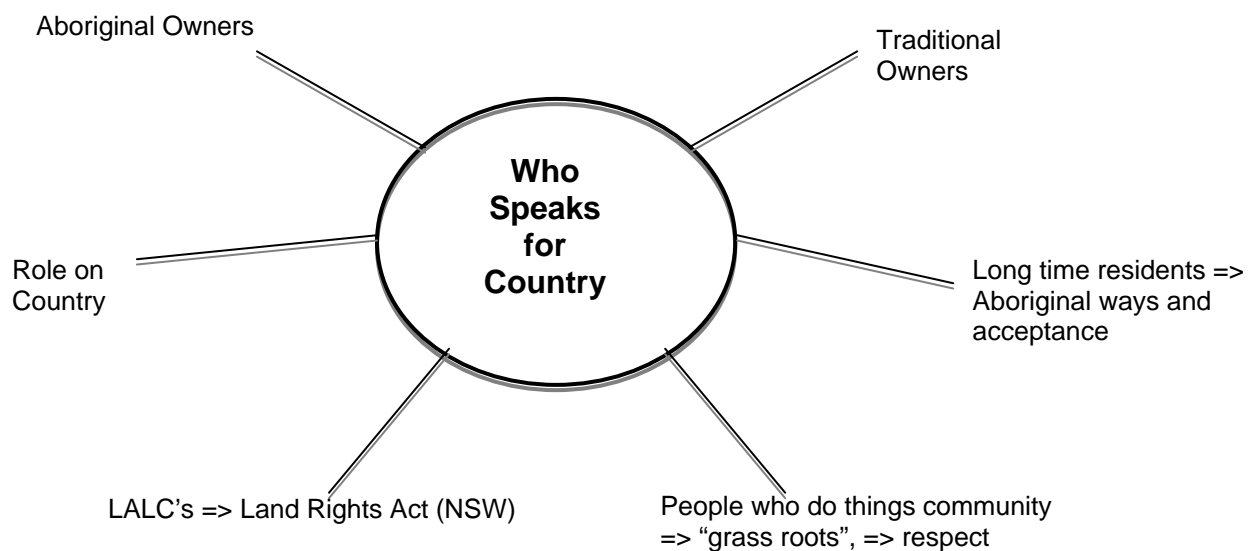 Aboriginal Owners
Traditional
Owners
Who
Speaks
for
Country
Role on
Country
Long time residents =>
Aboriginal ways and
acceptance
LALC’s => Land Rights Act (NSW)
People who do things community
=> “grass roots”, => respect